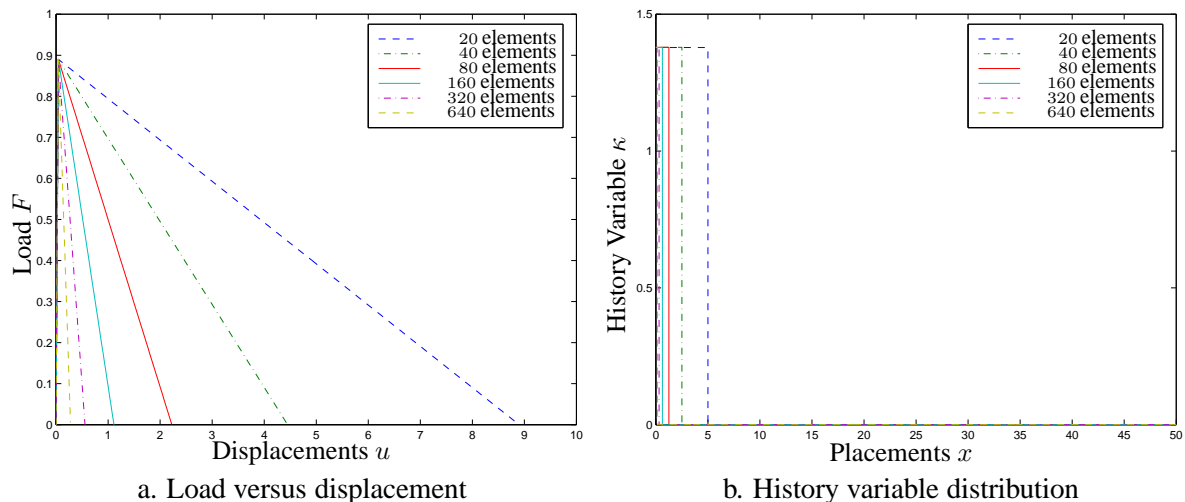 1
0.9
0.8
0.7
0.6
0.5
0.4
0.3
0.2
0.1
0
Load F
0 1 2 3 4 5 6 7 8 9 10
Displacements u
20 elements
40 elements
80 elements
160 elements
320 elements
640 elements
a. Load versus displacement
1.5
1
0.5
0
History Variable κ
0 5 10 15 20 25 30 35 40 45 50
Placements x
20 elements
40 elements
80 elements
160 elements
320 elements
640 elements
b. History variable distribution